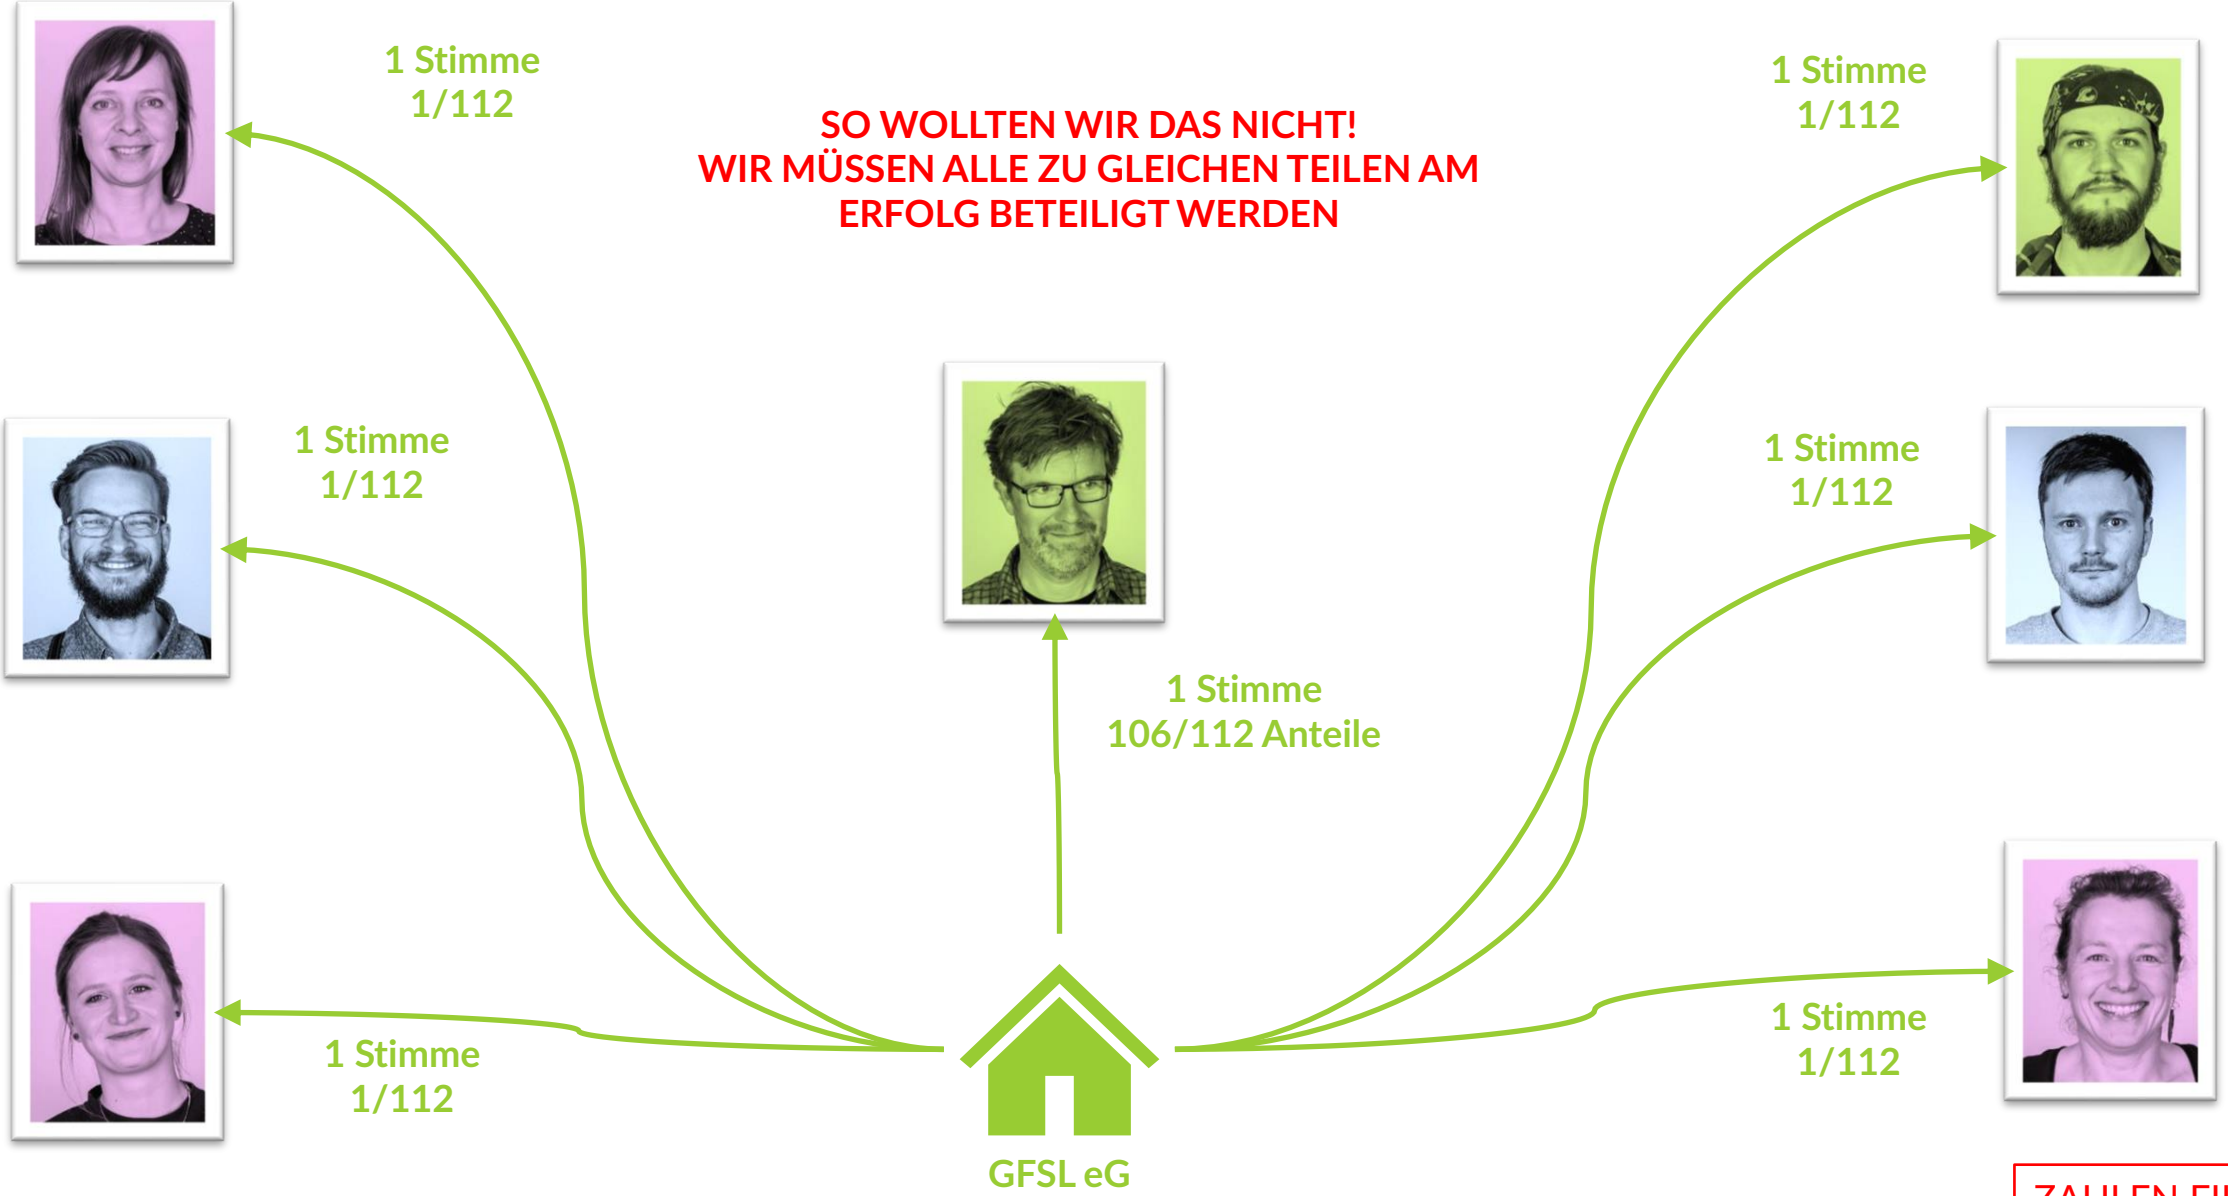 1 Stimme
1/112
SO WOLLTEN WIR DAS NICHT!
WIR MÜSSEN ALLE ZU GLEICHEN TEILEN AM
ERFOLG BETEILIGT WERDEN
1 Stimme
1/112
1 Stimme
1/112
1 Stimme
1/112
1 Stimme
106/112 Anteile
1 Stimme
1/112
1 Stimme
1/112
GFSL eG
ZAHLEN